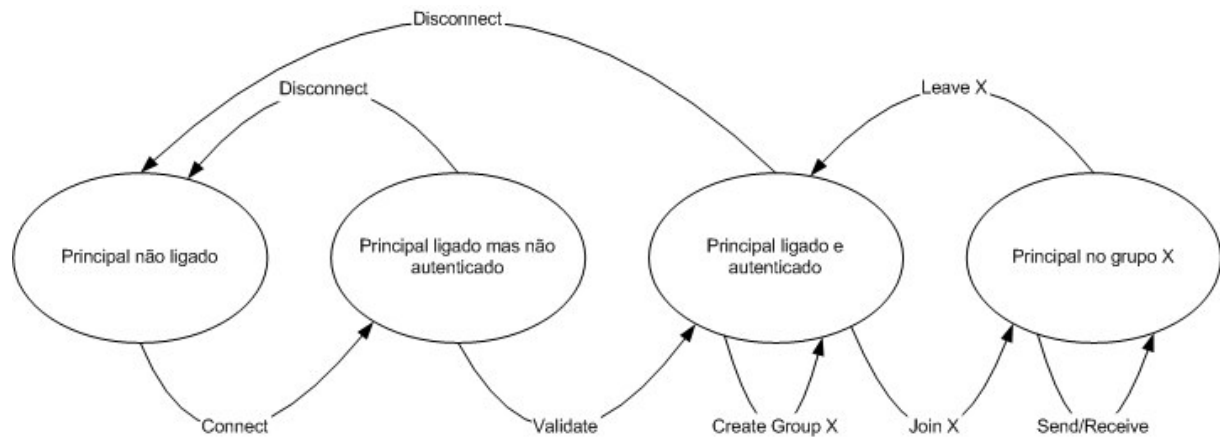 Disconnect
Disconnect
Leave X
Principal não ligado
Principal ligado mas não
autenticado
Principal ligado e
autenticado
Principal no grupo X
Connect
Validate
Create Group X
Join X
Send/Receive